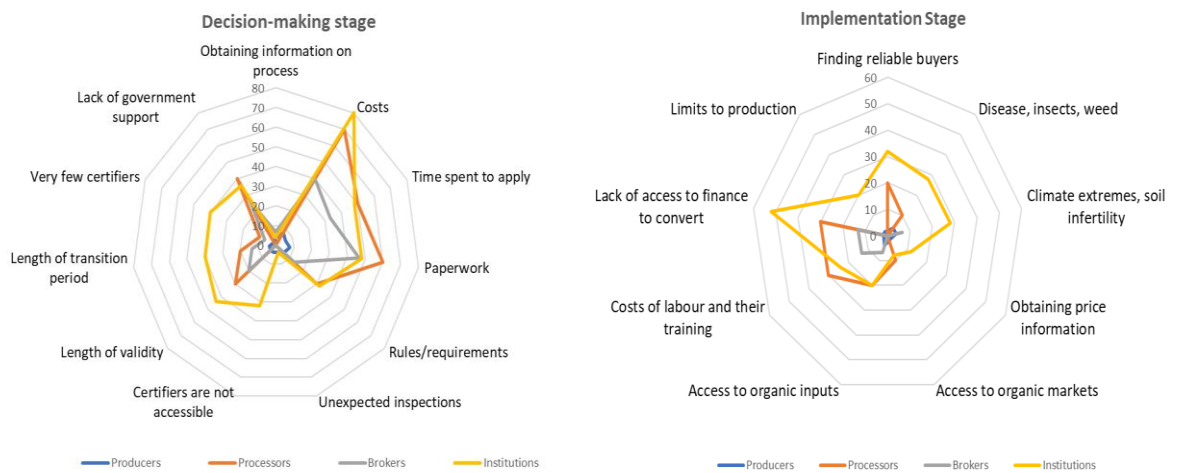 Decision-making stage
Obtaining information on
process
Costs
Time spent to apply
Paperwork
Rules/requirements
Unexpected inspections
Certifiers are not
accessible
Length of validity
Length of transition
period
Very few certifiers
Lack of government
support
80
70
60
50
40
30
20
10
0
Producers
Processors
Brokers
Institutions
Implementation Stage
Finding reliable buyers
Disease, insects, weed
Climate extremes, soil
infertility
Obtaining price
information
Access to organic markets
Access to organic inputs
Costs of labour and their
training
Lack of access to finance
to convert
Limits to production
60
50
40
30
20
10
0
Producers
Processors
Brokers
Institutions